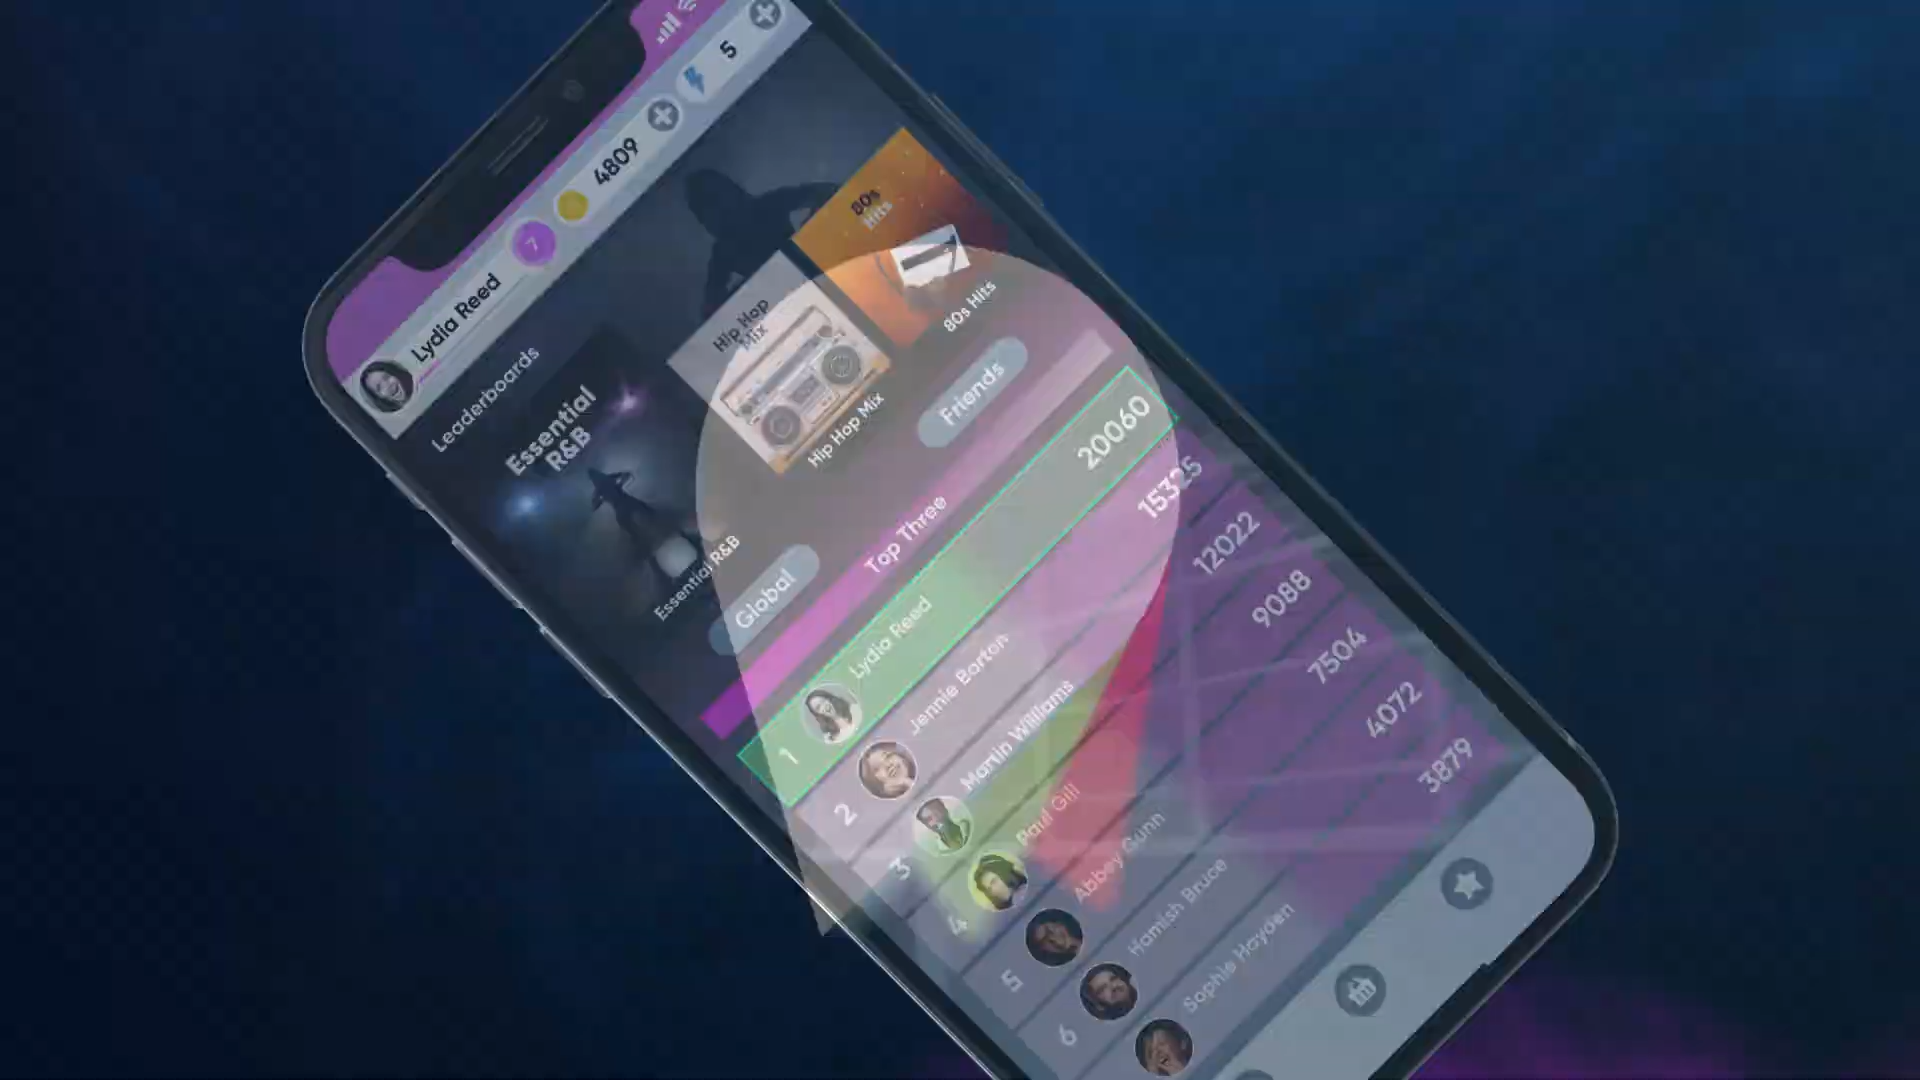 5
4809
7
Lydia Reed
Leaderboards
Essential
R&B
Essential R&B
Hip Hop
Mix
Hip Hop Mix
80s
Hits
80s Hits
Global
Friends
Top Three
1 Lydia Reed 20060
2 Jennie Barton 15325
3 Martin Williams 12022
4 Paul Gill 9088
5 Abbey Gunn 7504
6 Hamish Bruce 4072
Sophie Hayden 3879